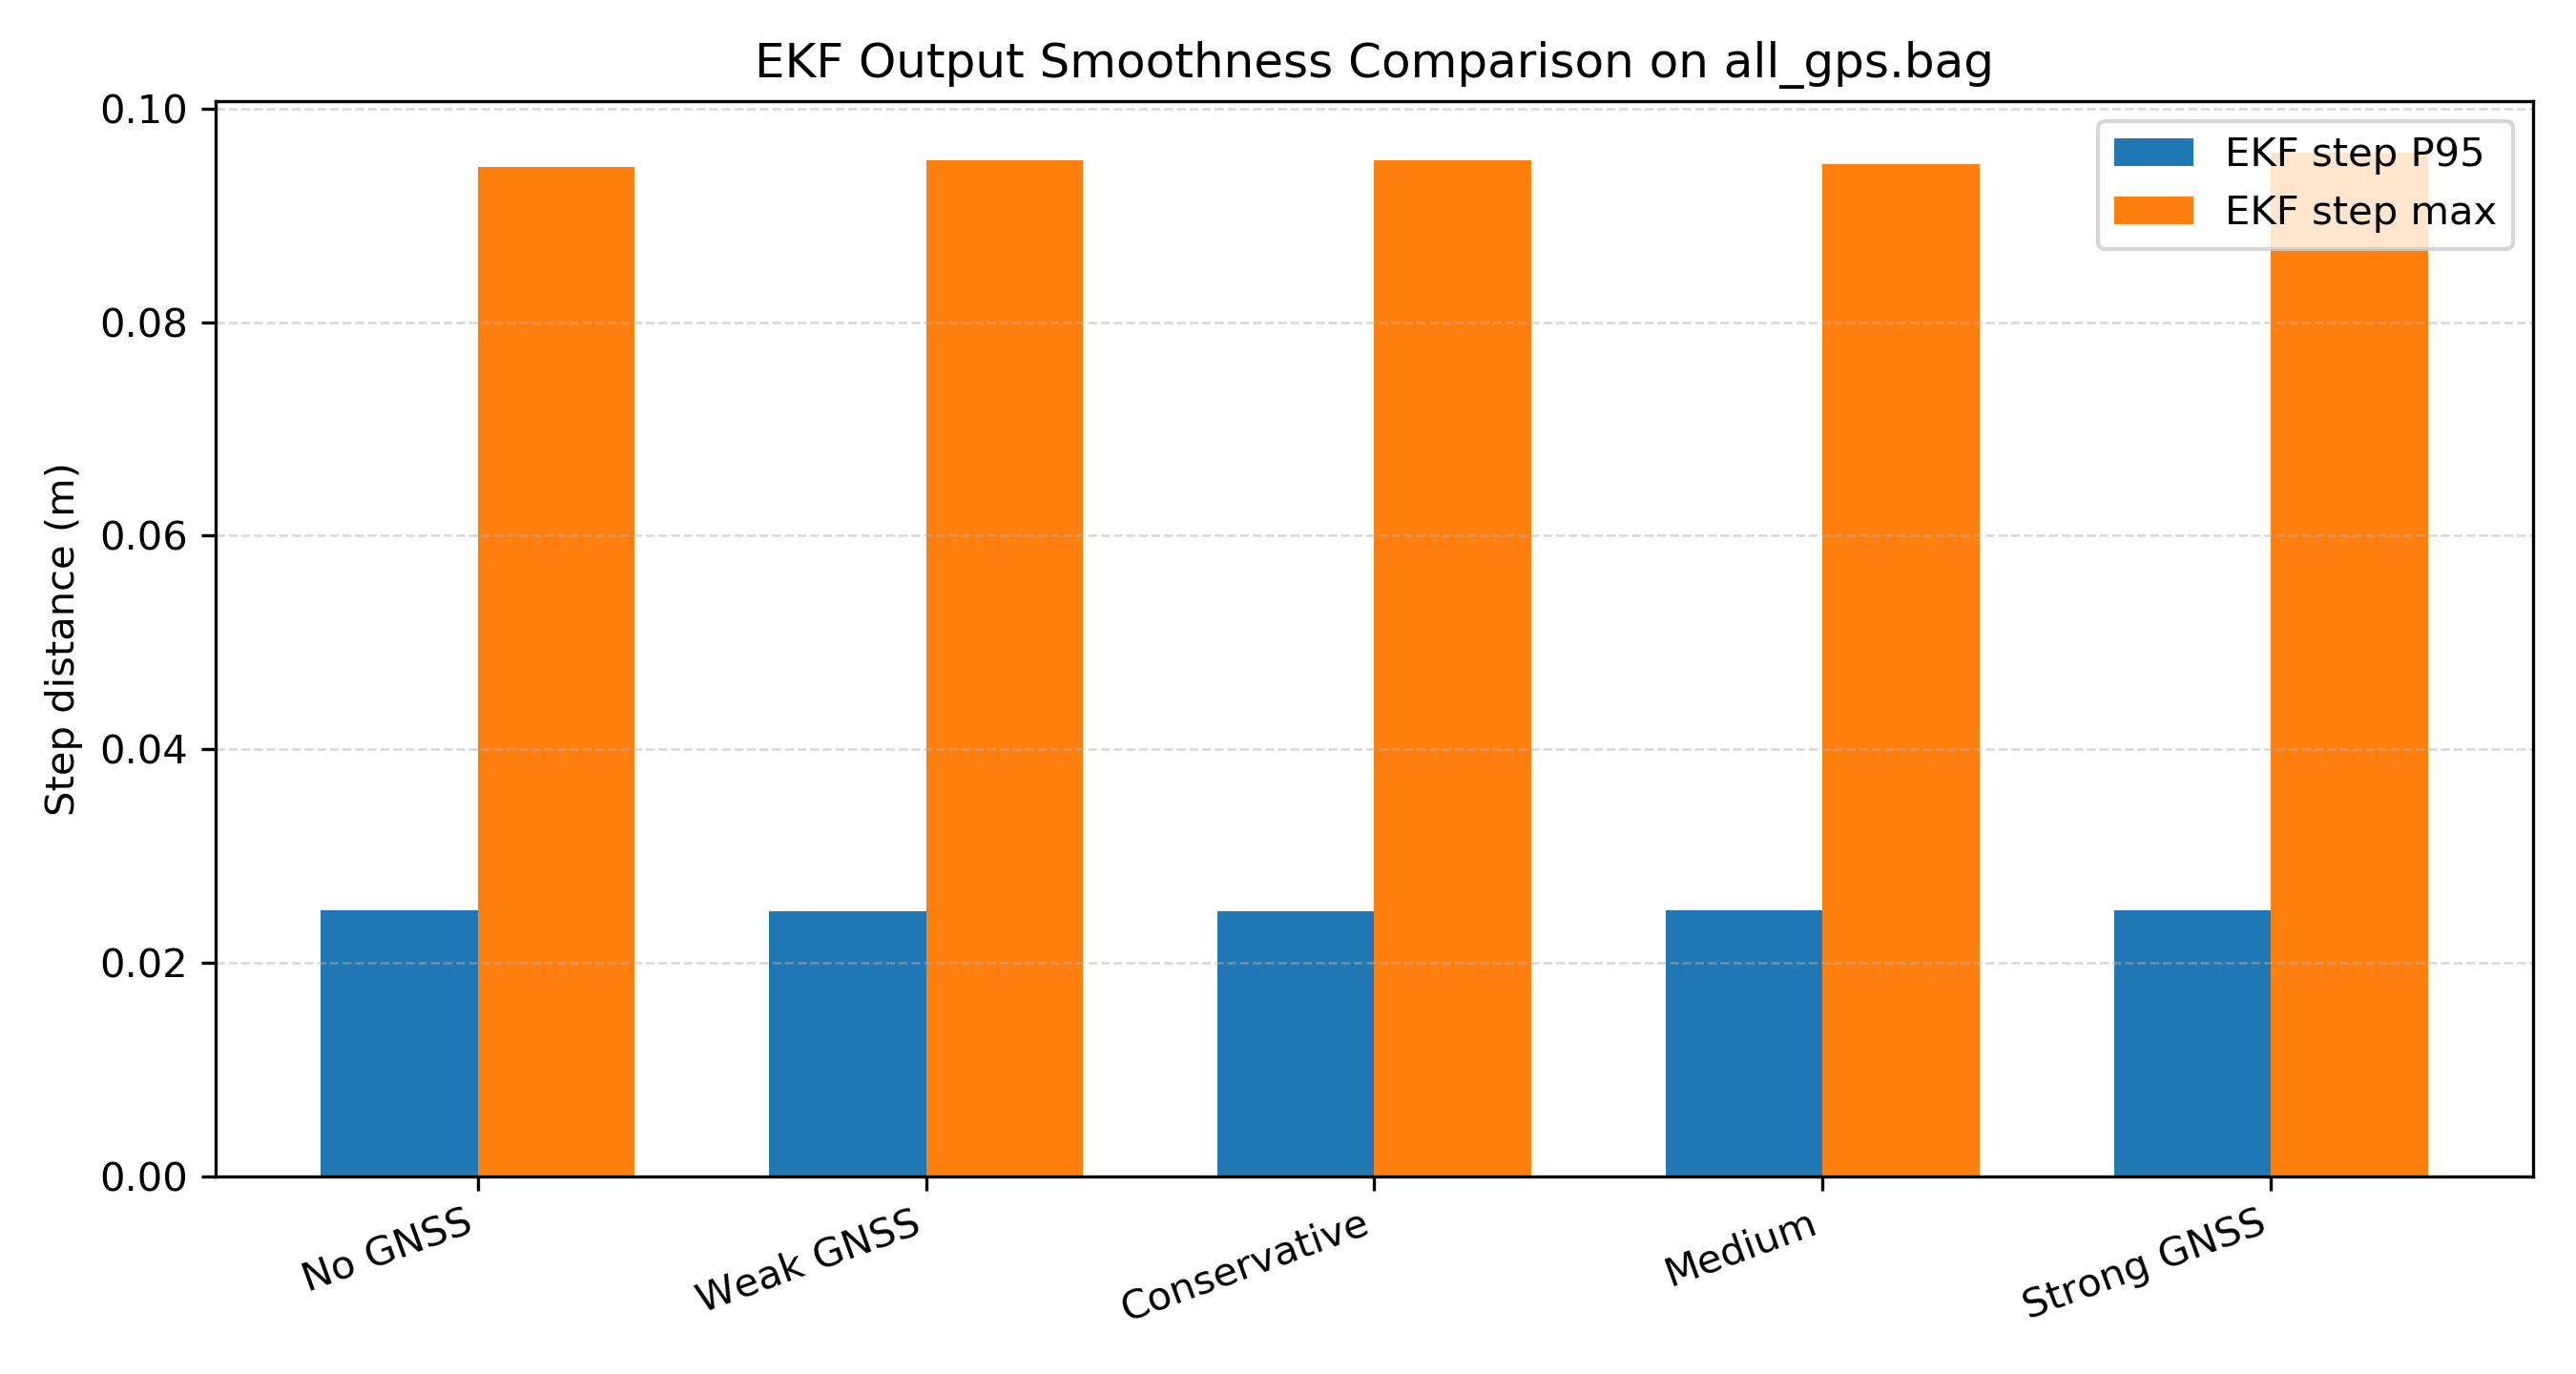 EKF Output Smoothness Comparison on all_gps.bag
EKF step P95
EKF step max
Step distance (m)
0.10
0.08
0.06
0.04
0.02
0.00
No GNSS
Weak GNSS
Conservative
Medium
Strong GNSS